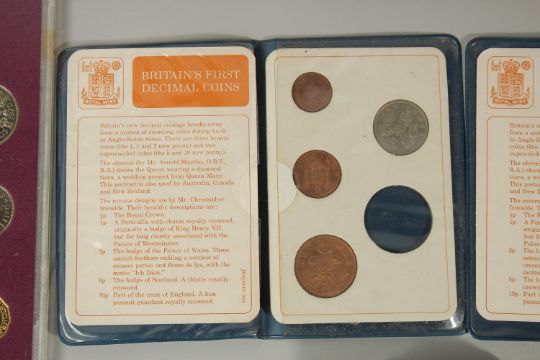 BRITAIN'S FIRST
DECIMAL COINS
ROYAL MINT
Britain's new decimal coinage breaks away
from a system of counting coins dating back
to Anglo-Saxon times. There are three bronze
coins (the ½, 1 and 2 new penny) and two
cupro-nickel coins (the 5 and 10 new penny).
The obverse (by Mr. Arnold Machin, O.B.E.,
R.A.) shows the Queen wearing a diamond
tiara, a wedding present from Queen Mary.
This portrait is also used by Australia, Canada
and New Zealand.
The reverse designs are by Mr. Christopher
Ironside. Their heraldic descriptions are:
½p The Royal Crown.
1p A Portcullis with chains royally crowned,
originally a badge of King Henry VII,
but for long closely associated with the
Palace of Westminster.
2p The badge of the Prince of Wales. Three
ostrich feathers enfiling a coronet of
crosses patée and fleurs de lys, with the
motto "Ich Dien."
5p The badge of Scotland. A thistle royally
crowned.
10p Part of the crest of England. A lion
passant guardant royally crowned.
see overleaf
ROYAL MINT